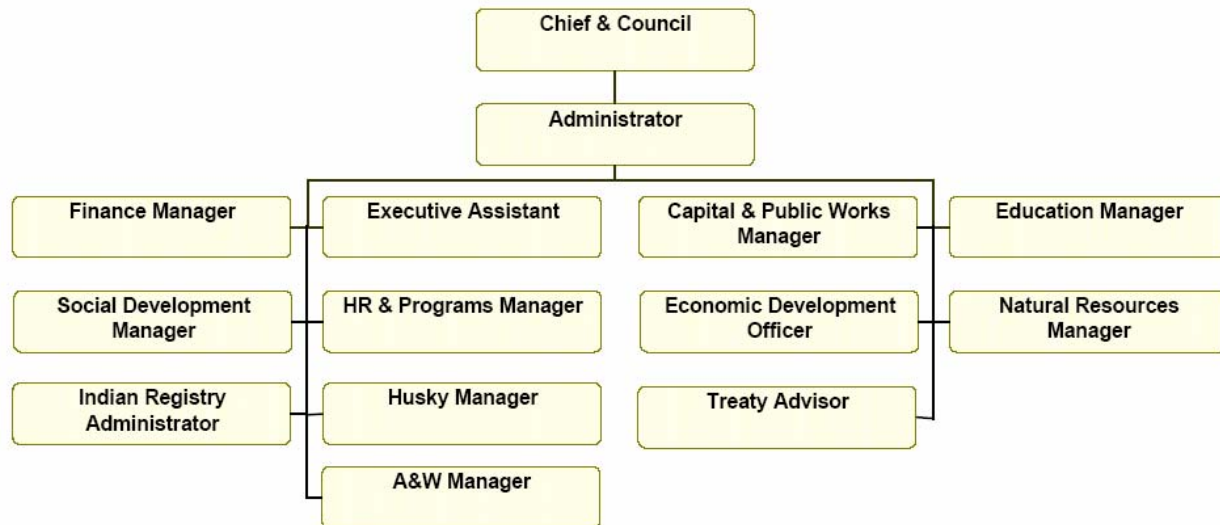 Chief & Council
Administrator
Finance Manager
Executive Assistant
Capital & Public Works
Manager
Education Manager
Social Development
Manager
HR & Programs Manager
Economic Development
Officer
Natural Resources
Manager
Indian Registry
Administrator
Husky Manager
Treaty Advisor
A&W Manager